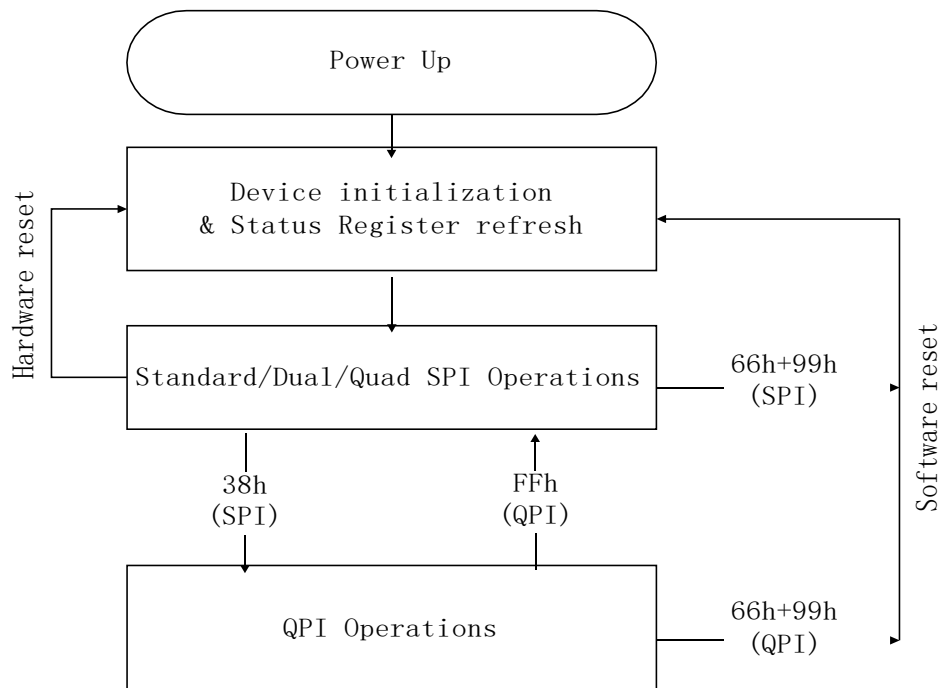 Power Up
Device initialization
& Status Register refresh
Hardware reset
Standard/Dual/Quad SPI Operations
66h+99h
(SPI)
Software reset
38h
(SPI)
FFh
(QPI)
QPI Operations
66h+99h
(QPI)